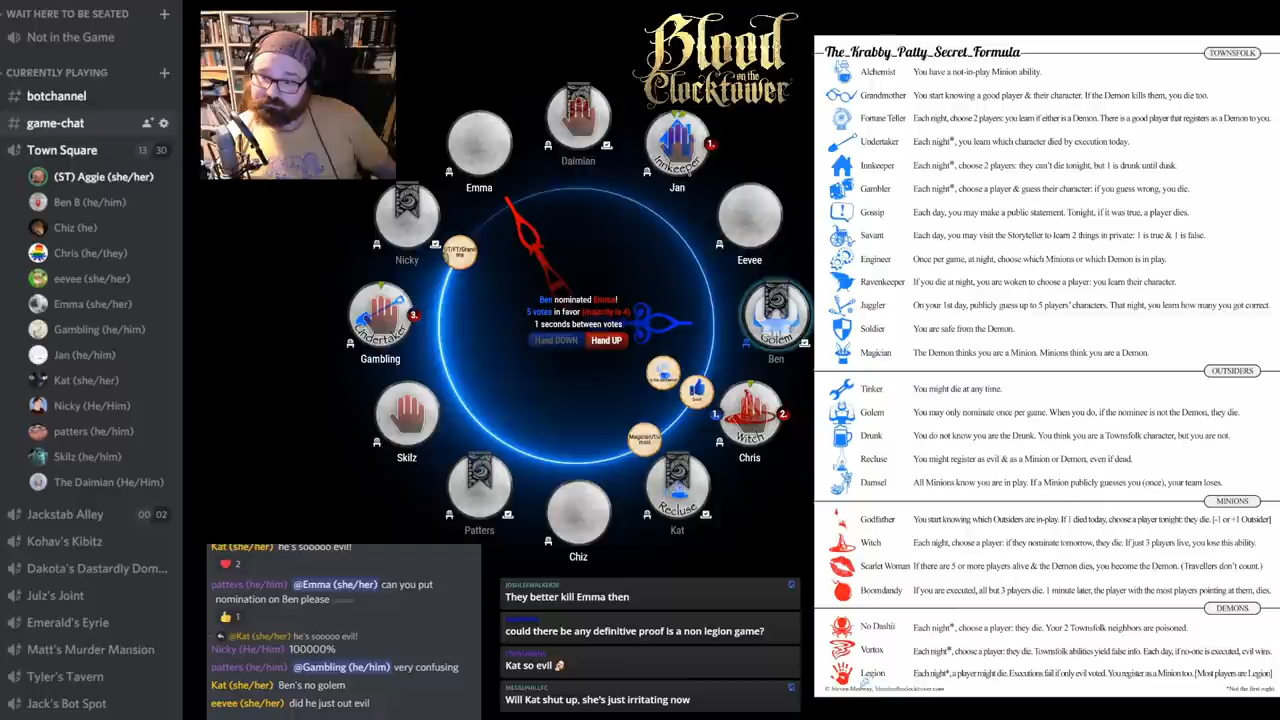 WAIT HERE TO BE SEATED
Not in the Game
CURRENTLY PLAYING
botchannel
game-chat
Town Square 13 30
(ST) Aggie (she/her)
Ben B (he/him)
Chiz (he)
Chris (he/they)
eevee (she/her)
Emma (she/her)
Gambling (he/him)
Jan (he/him)
Kat (she/her)
Nicky (He/Him)
patters (he/him)
Skilz (he/him)
The Daimian (He/Him)
Jackstab Alley 00 02
Kohav's Kibitz
Dakota's Dastardly Dom...
Julz's Joint
Emerald's Eyrie
Matt's Murder Mansion
Tyler's Tavern
Jack's Bot Spot
Blood
on the
Clocktower
Daimian
Emma
Innkeeper
1.
Jan
Nicky
Eevee
Undertaker
3.
Gambling
Golem
Ben
Ben nominated Emma!
5 votes in favor (majority is 4)
1 seconds between votes
Hand DOWN
Hand UP
Skilz
Witch
1.
2.
Chris
Patters
Recluse
Kat
Chiz
Kat (she/her) he's sooooo evil!
2
patters (he/him) @Emma (she/her) can you put
nomination on Ben please
1
@Kat (she/her) he's sooooo evil!
Nicky (He/Him) 100000%
patters (he/him) @Gambling (he/him) very confusing
Kat (she/her) Ben's no golem
eevee (she/her) did he just out evil
They better kill Emma then
could there be any definitive proof is a non legion game?
Kat so evil
Will Kat shut up, she's just irritating now
The_Krabby_Patty_Secret_Formula
TOWNSFOLK
Alchemist You have a not-in-play Minion ability.
Grandmother You start knowing a good player & their character. If the Demon kills them, you die too.
Fortune Teller Each night, choose 2 players: you learn if either is a Demon. There is a good player that registers as a Demon to you.
Undertaker Each night*, you learn which character died by execution today.
Innkeeper Each night*, choose 2 players: they can't die tonight, but 1 is drunk until dusk.
Gambler Each night*, choose a player & guess their character: if you guess wrong, you die.
Gossip Each day, you may make a public statement. Tonight, if it was true, a player dies.
Savant Each day, you may visit the Storyteller to learn 2 things in private: 1 is true & 1 is false.
Engineer Once per game, at night, choose which Minions or which Demon is in play.
Ravenkeeper If you die at night, you are woken to choose a player: you learn their character.
Juggler On your 1st day, publicly guess up to 5 players' characters. That night, you learn how many you got correct.
Soldier You are safe from the Demon.
Magician The Demon thinks you are a Minion. Minions think you are a Demon.
OUTSIDERS
Tinker You might die at any time.
Golem You may only nominate once per game. When you do, if the nominee is not the Demon, they die.
Drunk You do not know you are the Drunk. You think you are a Townsfolk character, but you are not.
Recluse You might register as evil & as a Minion or Demon, even if dead.
Damsel All Minions know you are in play. If a Minion publicly guesses you (once), your team loses.
MINIONS
Godfather You start knowing which Outsiders are in-play. If 1 died today, choose a player tonight: they die. [-1 or +1 Outsider]
Witch Each night, choose a player: if they nominate tomorrow, they die. If just 3 players live, you lose this ability.
Scarlet Woman If there are 5 or more players alive & the Demon dies, you become the Demon. (Travellers don't count.)
Boomdandy If you are executed, all but 3 players die. 1 minute later, the player with the most players pointing at them, dies.
DEMONS
No Dashii Each night*, choose a player: they die. Your 2 Townsfolk neighbors are poisoned.
Vortox Each night*, choose a player: they die. Townsfolk abilities yield false info. Each day, if no-one is executed, evil wins.
Legion Each night*, a player might die. Executions fail if only evil voted. You register as a Minion too. [Most players are Legion]
© Steven Medway, bloodontheclocktower.com
*Not the first night